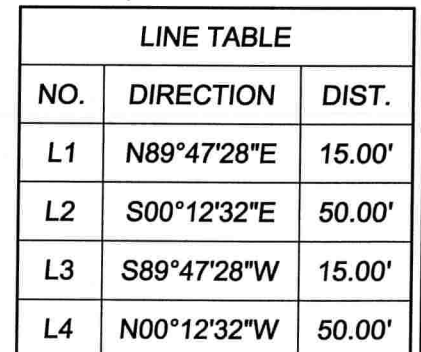 LINE TABLE
NO. DIRECTION DIST.
L1 N89°47'28"E 15.00'
L2 S00°12'32"E 50.00'
L3 S89°47'28"W 15.00'
L4 N00°12'32"W 50.00'